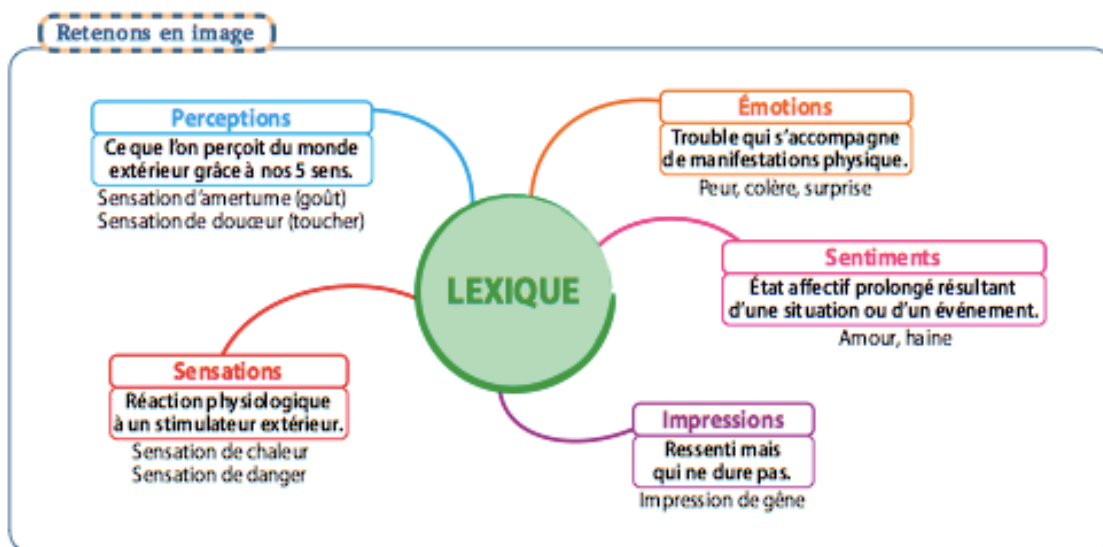 Retenons en image
Perceptions
Ce que l'on perçoit du monde
extérieur grâce à nos 5 sens.
Sensation d'amertume (goût)
Sensation de douceur (toucher)
Émotions
Trouble qui s'accompagne
de manifestations physique.
Peur, colère, surprise
LEXIQUE
Sentiments
État affectif prolongé résultant
d'une situation ou d'un événement.
Amour, haine
Sensations
Réaction physiologique
à un stimulateur extérieur.
Sensation de chaleur
Sensation de danger
Impressions
Ressenti mais
qui ne dure pas.
Impression de gêne